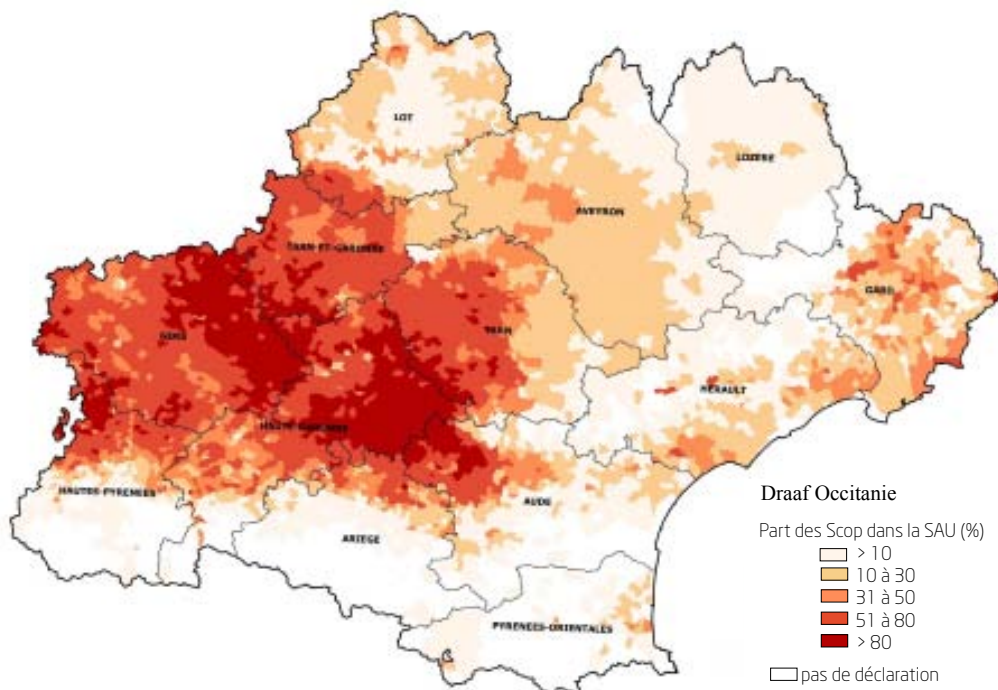 LOT
LOZERE
AVEYRON
TARN-ET-GARONNE
GARD
GERS
TARN
HERAULT
HAUTE-GARONNE
HAUTES-PYRENEES
AUDE
ARIEGE
PYRENEES-ORIENTALES
Draaf Occitanie
Part des Scop dans la SAU (%)
> 10
10 à 30
31 à 50
51 à 80
> 80
pas de déclaration